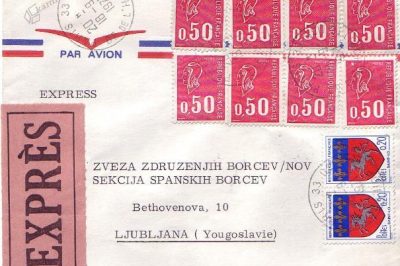 PAR AVION
EXPRESS
EXPRÈS
0,50 0,50 0,50 0,50
0,50 0,50 0,50 0,50
ZVEZA ZDRUZENJIH BORCEV/NOV
SEKCIJA SPANSKIH BORCEV
Bethovenova, 10
LJUBLJANA ( Yougoslavie)
0,20
0,20